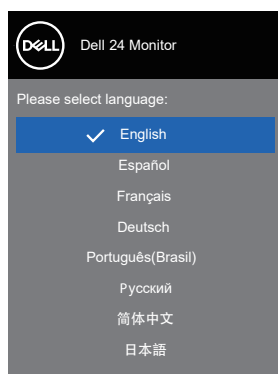 DELL
Dell 24 Monitor
Please select language:
English
Español
Français
Deutsch
Português(Brasil)
Русский
简体中文
日本語